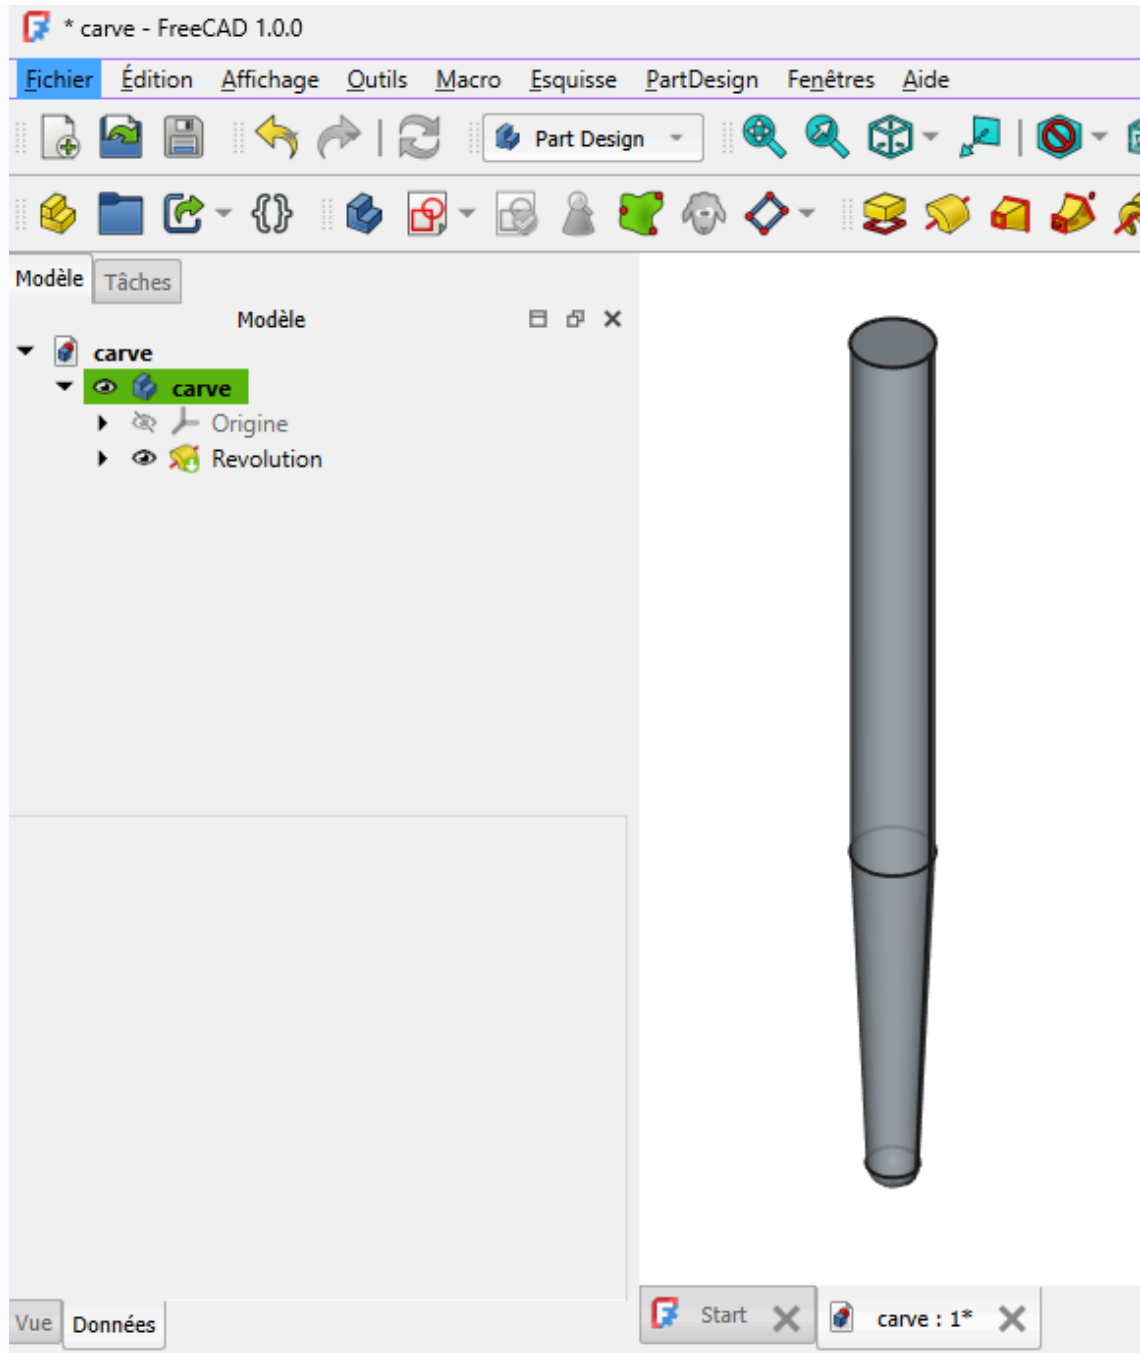 * carve - FreeCAD 1.0.0
Fichier Édition Affichage Outils Macro Esquisse PartDesign Fenêtres Aide
Part Design
Modèle Tâches
Modèle
carve
carve
Origine
Revolution
Vue Données
Start carve : 1*